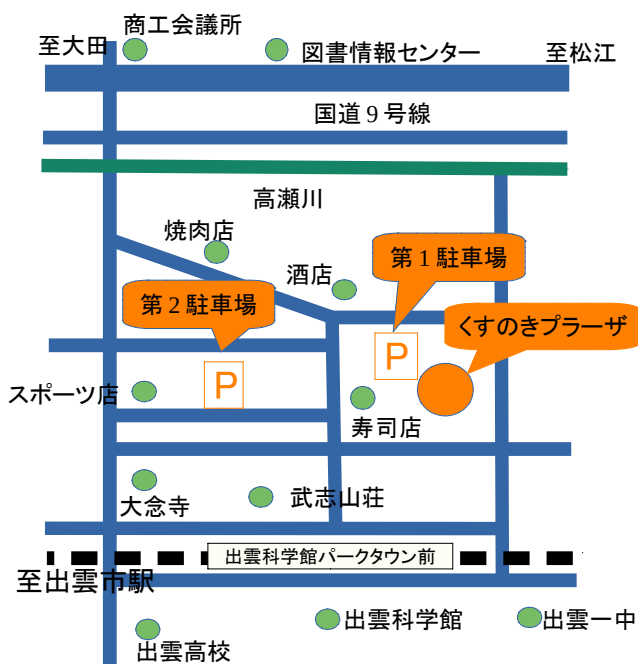 商工会議所
至大田
図書情報センター
至松江
国道9号線
高瀬川
焼肉店
第1駐車場
酒店
第2駐車場
くすのきプラーザ
P
P
スポーツ店
寿司店
大念寺
武志山荘
出雲科学館パークタウン前
至出雲市駅
出雲科学館
出雲一中
出雲高校